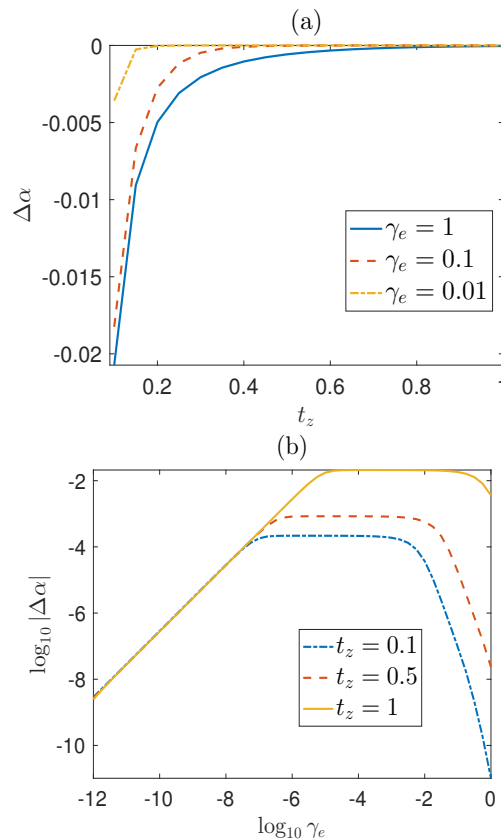 (a)
0
-0.005
-0.01
-0.015
-0.02
Δα
γe = 1
γe = 0.1
γe = 0.01
0.2 0.4 0.6 0.8 1
tz
(b)
-2
-4
-6
-8
-10
log10 |Δα|
tz = 0.1
tz = 0.5
tz = 1
-12 -10 -8 -6 -4 -2 0
log10 γe